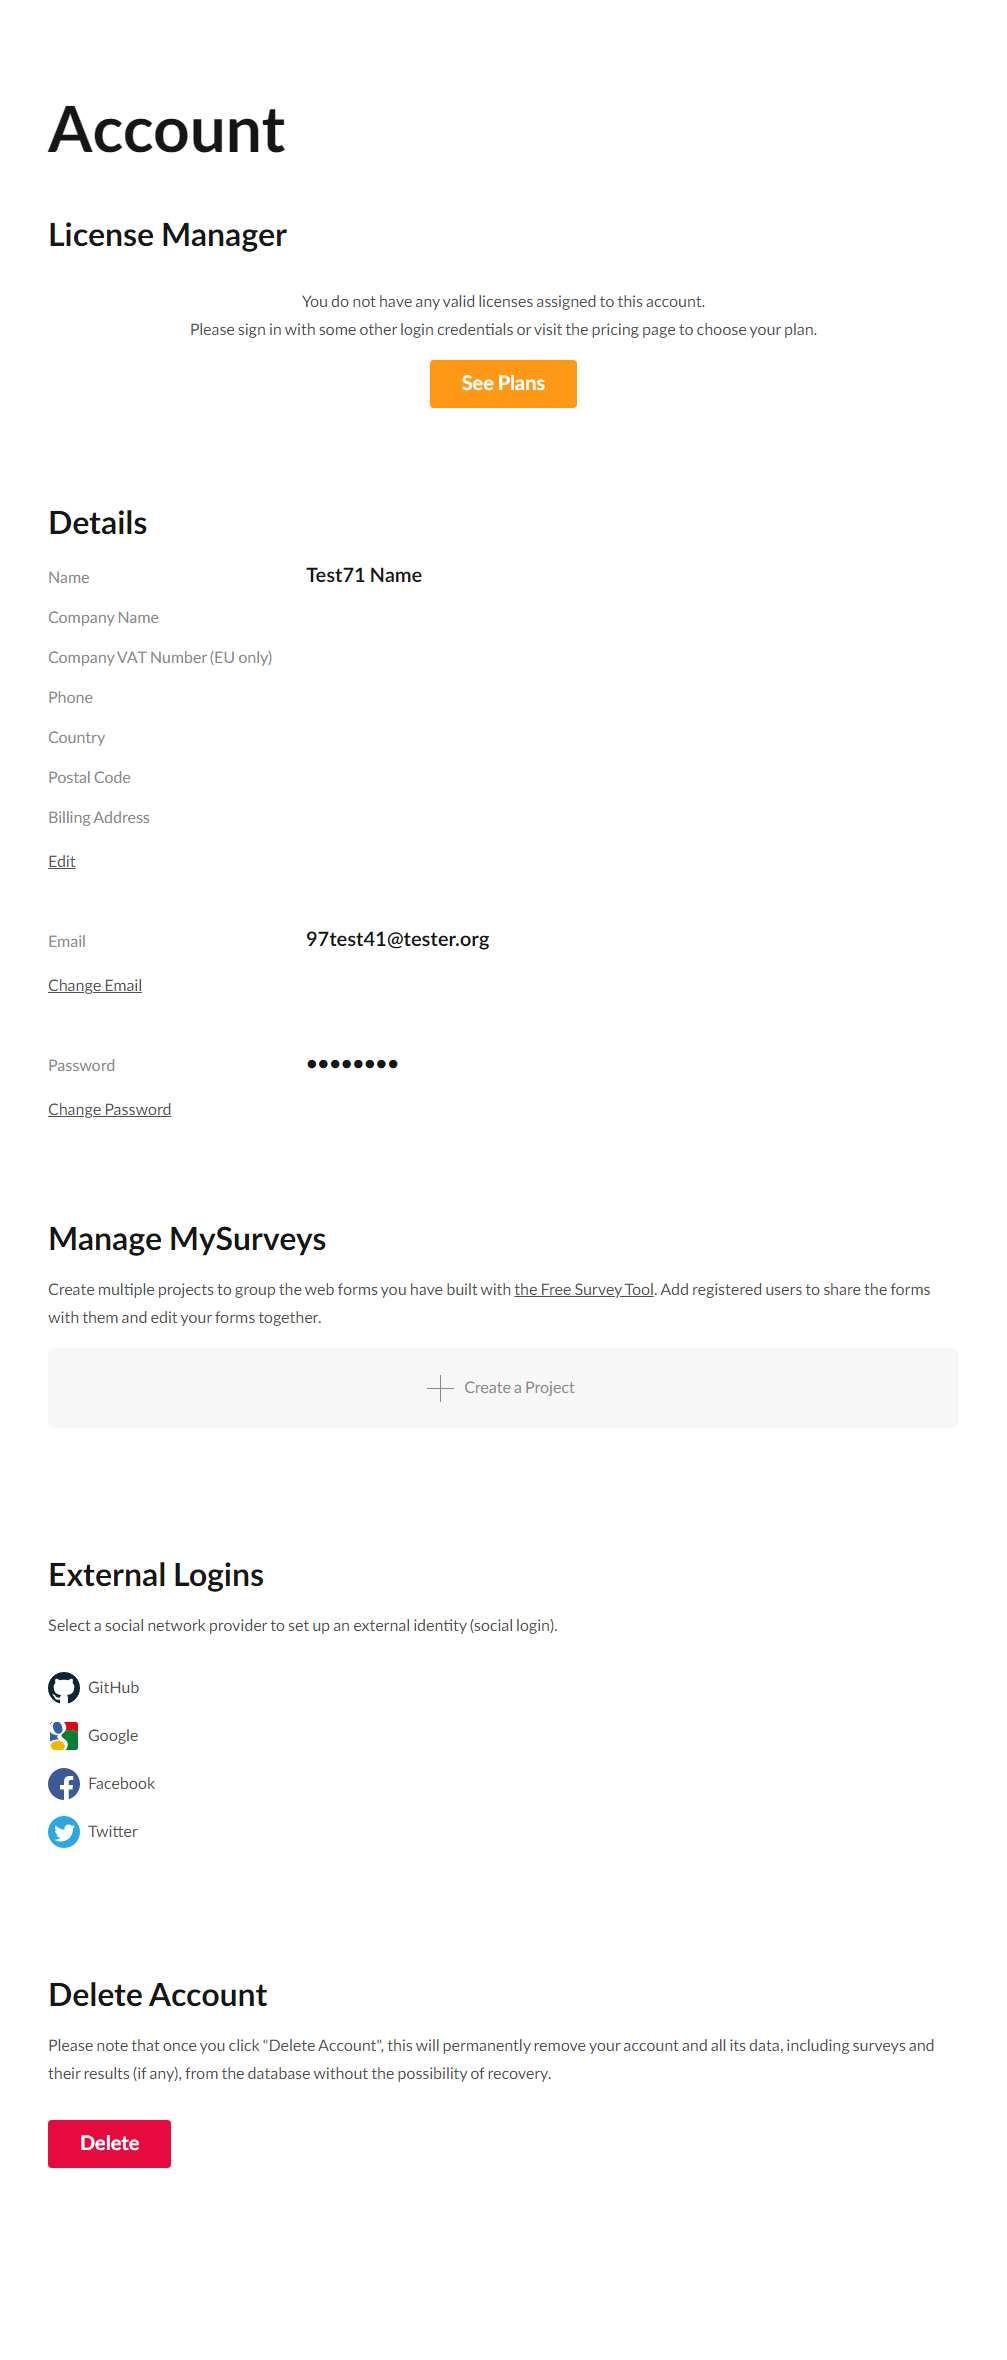 Account
License Manager
You do not have any valid licenses assigned to this account.
Please sign in with some other login credentials or visit the pricing page to choose your plan.
See Plans
Details
Name Test71 Name
Company Name
Company VAT Number (EU only)
Phone
Country
Postal Code
Billing Address
Edit
Email 97test41@tester.org
Change Email
Password ••••••••
Change Password
Manage MySurveys
Create multiple projects to group the web forms you have built with the Free Survey Tool. Add registered users to share the forms
with them and edit your forms together.
Create a Project
External Logins
Select a social network provider to set up an external identity (social login).
GitHub
Google
Facebook
Twitter
Delete Account
Please note that once you click "Delete Account", this will permanently remove your account and all its data, including surveys and
their results (if any), from the database without the possibility of recovery.
Delete